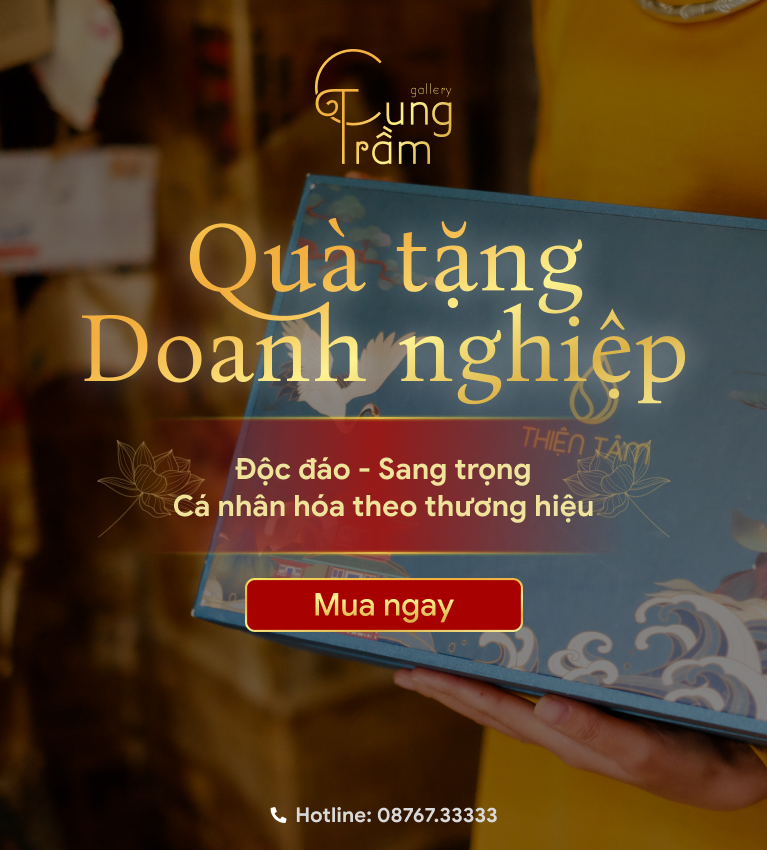 gallery
Tung
Trầm
Quà tặng
Doanh nghiệp
THIỆN TÂM
Độc đáo - Sang trọng
Cá nhân hóa theo thương hiệu
Mua ngay
Hotline: 08767.33333